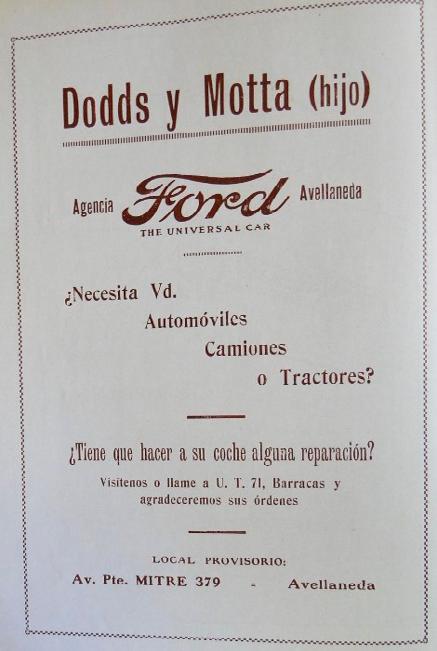 Dodds y Motta (hijo)
Agencia Ford Avellaneda
THE UNIVERSAL CAR
¿Necesita Vd.
Automóviles
Camiones
o Tractores?
¿Tiene que hacer a su coche alguna reparación?
Visítenos o llame a U. T. 71, Barracas y
agradeceremos sus órdenes
LOCAL PROVISORIO:
Av. Pte. MITRE 379 - Avellaneda